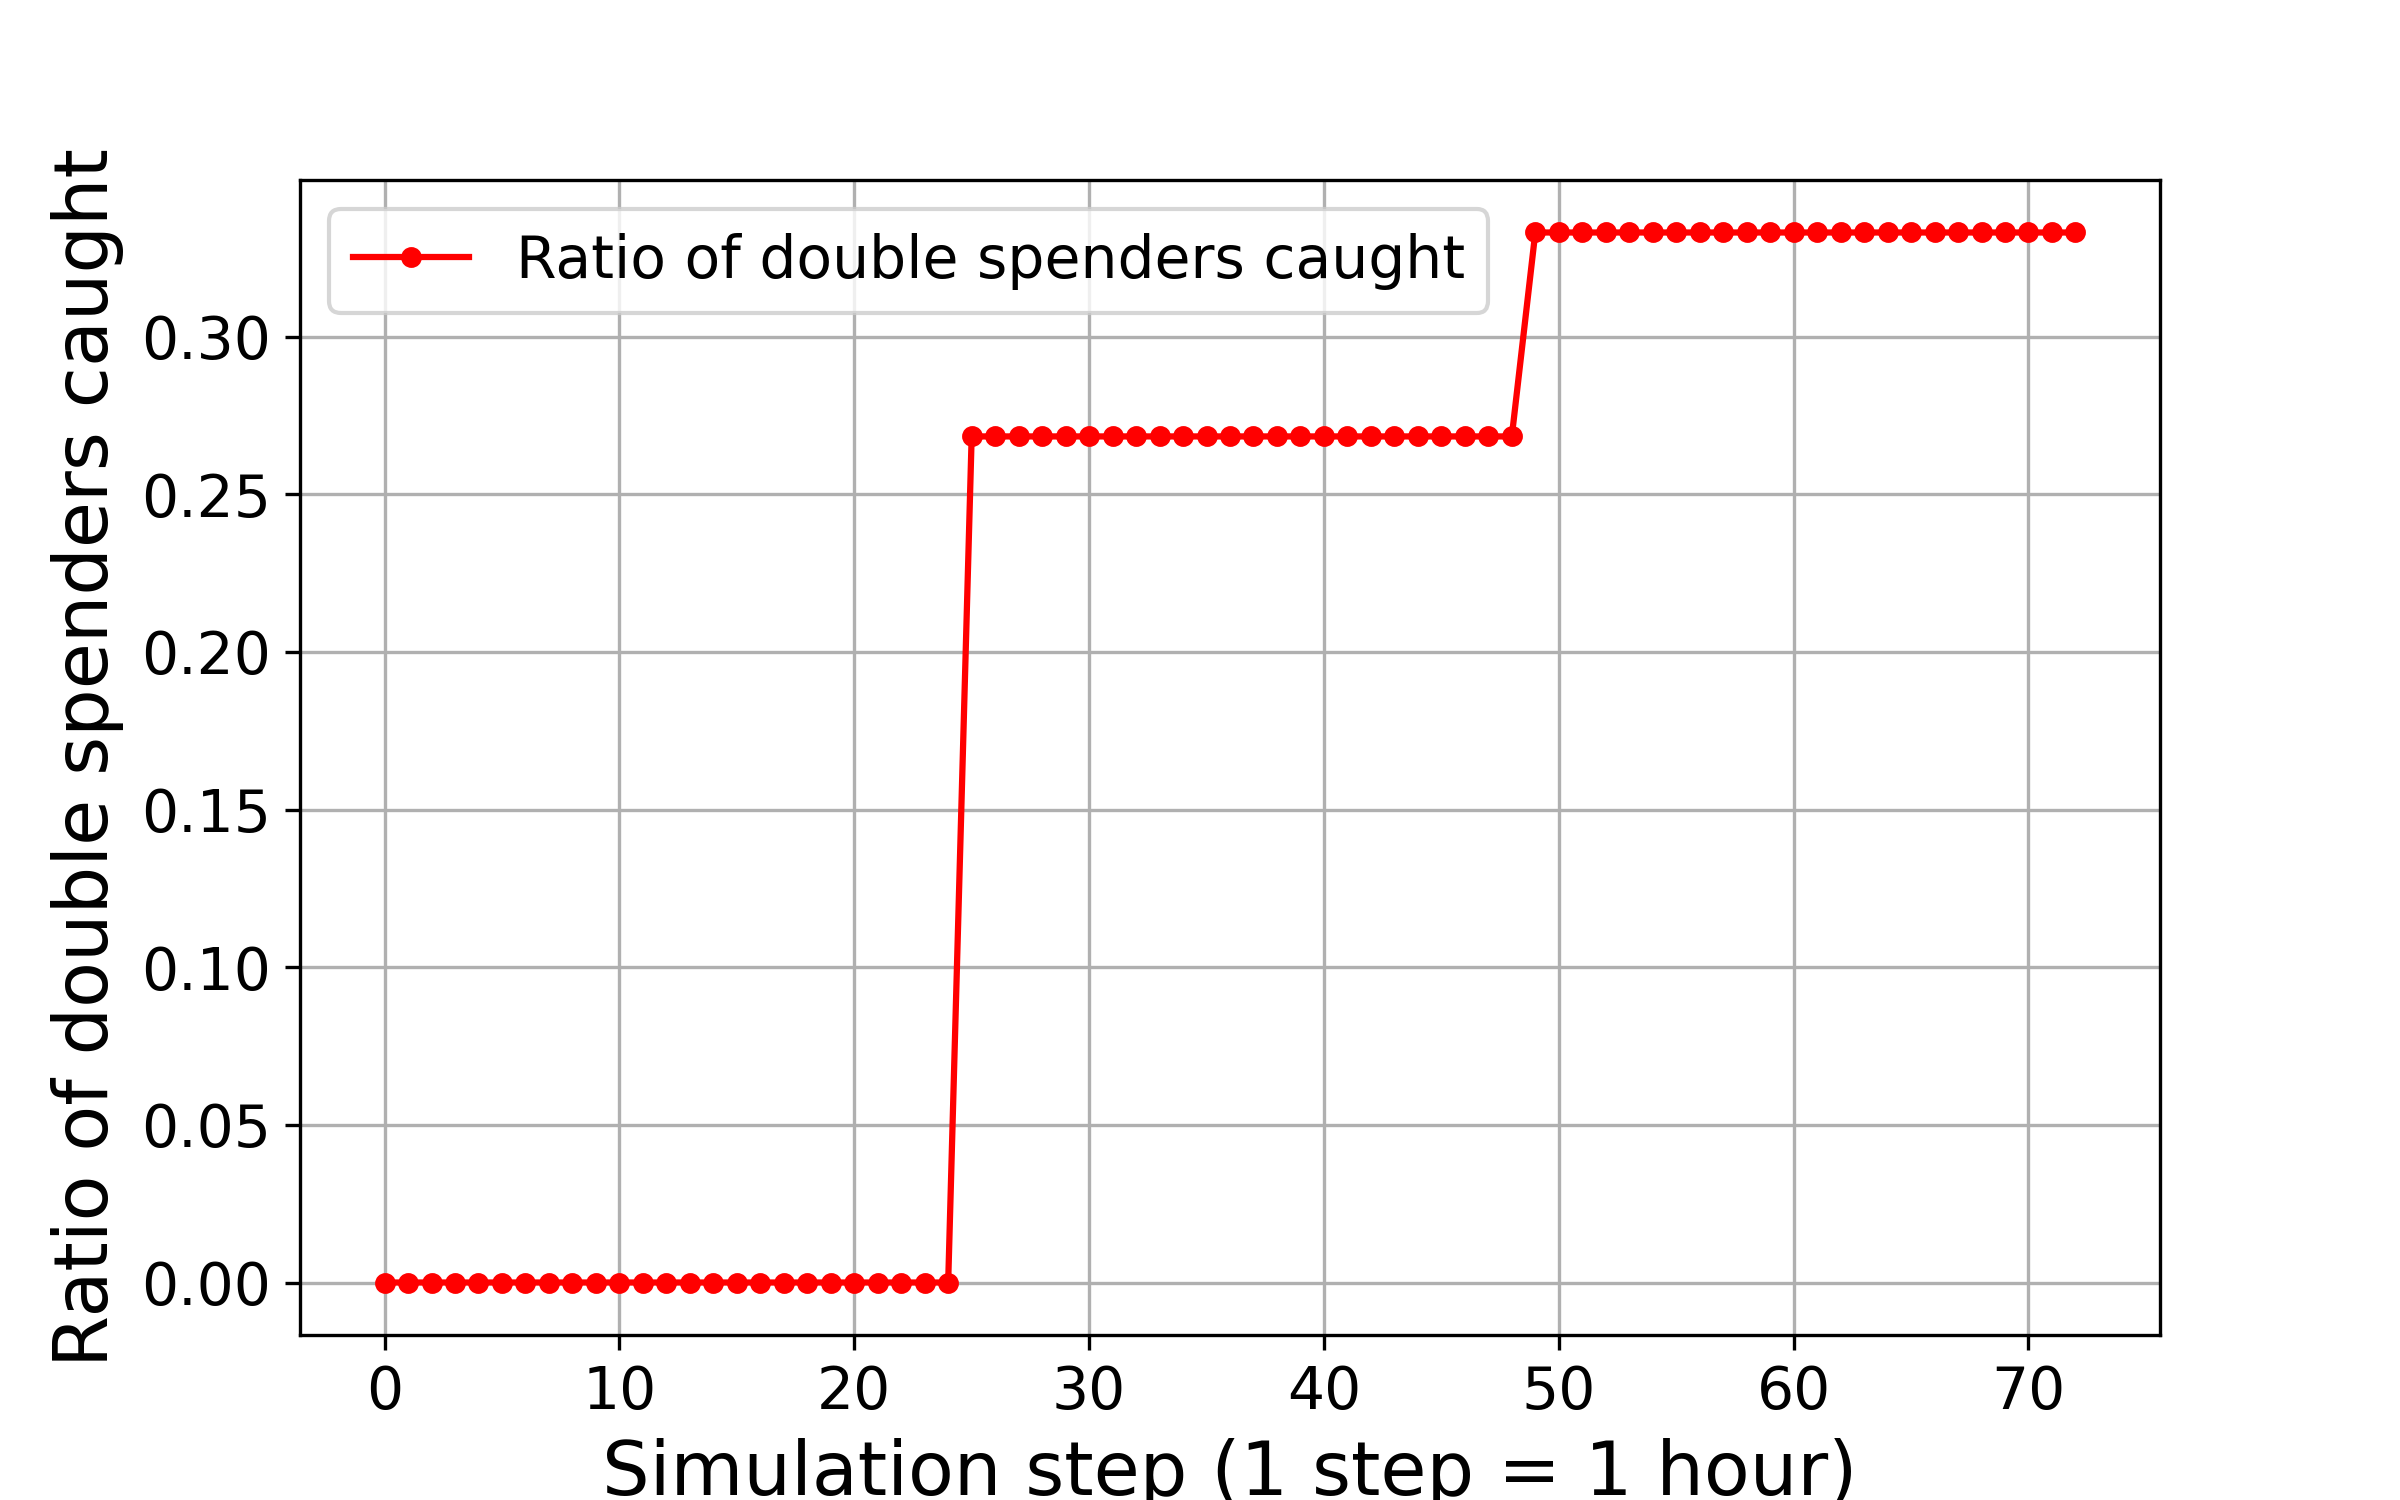 Ratio of double spenders caught
Ratio of double spenders caught
0.30
0.25
0.20
0.15
0.10
0.05
0.00
0 10 20 30 40 50 60 70
Simulation step (1 step = 1 hour)